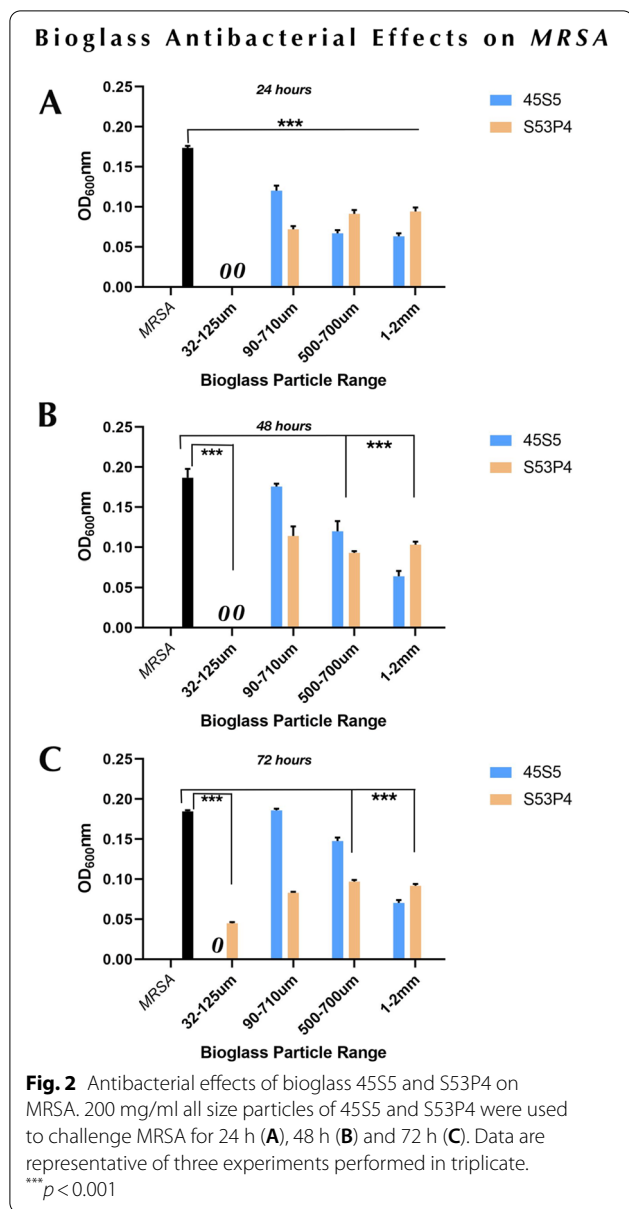 Bioglass Antibacterial Effects on MRSA
A
24 hours
***
45S5
S53P4
OD600nm
0.25
0.20
0.15
0.10
0.05
0.00
00
MRSA
32-125um
90-710um
500-700um
1-2mm
Bioglass Particle Range
B
48 hours
***
***
45S5
S53P4
OD600nm
0.25
0.20
0.15
0.10
0.05
0.00
00
MRSA
32-125um
90-710um
500-700um
1-2mm
Bioglass Particle Range
C
72 hours
***
***
45S5
S53P4
OD600nm
0.25
0.20
0.15
0.10
0.05
0.00
0
MRSA
32-125um
90-710um
500-700um
1-2mm
Bioglass Particle Range
Fig. 2 Antibacterial effects of bioglass 45S5 and S53P4 on
MRSA. 200 mg/ml all size particles of 45S5 and S53P4 were used
to challenge MRSA for 24 h (A), 48 h (B) and 72 h (C). Data are
representative of three experiments performed in triplicate.
***p < 0.001